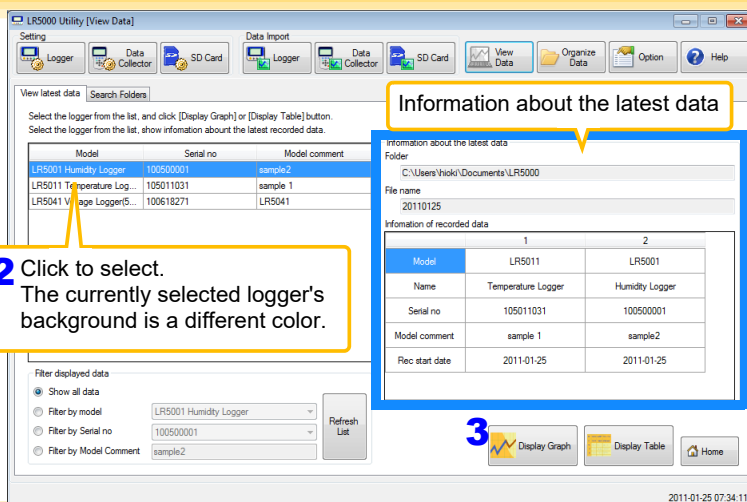 LR5000 Utility [View Data]
Setting
Data Import
Logger
Data Collector
SD Card
Logger
Data Collector
SD Card
View Data
Organize Data
Option
Help
View latest data
Search Folders
Select the logger from the list, and click [Display Graph] or [Display Table] button.
Select the logger from the list, show infomation abount the latest recorded data.
Information about the latest data
Model Serial no Model comment
LR5001 Humidity Logger 100500001 sample2
LR5011 Temperature Log... 105011031 sample 1
LR5041 Voltage Logger(5... 100618271 LR5041
2 Click to select.
The currently selected logger's
background is a different color.
Information about the latest data
Folder
C:\Users\hioki\Documents\LR5000
File name
20110125
Infomation of recorded data
1 2
Model LR5011 LR5001
Name Temperature Logger Humidity Logger
Serial no 105011031 100500001
Model comment sample 1 sample2
Rec start date 2011-01-25 2011-01-25
Filter displayed data
Show all data
Filter by model LR5001 Humidity Logger
Filter by Serial no 100500001
Filter by Model Comment sample2
Refresh List
3
Display Graph
Display Table
Home
2011-01-25 07:34:11